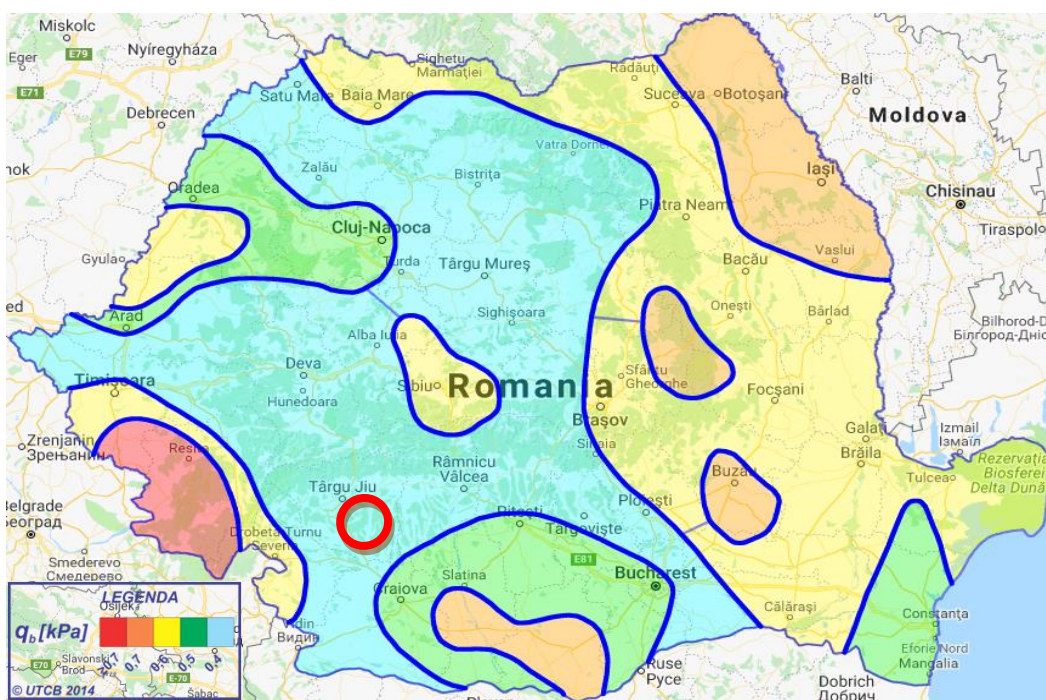 Miskolc
Nyíregyháza
Eger
E79
E71
Debrecen
Sighetu
Marmației
Satu Mare
Baia Mare
Rădăuți
Suceava
Botoșan
Balti
Moldova
Vatra Dornei
Zalău
Bistrița
Iași
Chisinau
Oradea
Cluj-Napoca
Piatra Neamț
Tiraspol
Gyula
Turda
Târgu Mureș
Bacău
Vaslui
Arad
Sighișoara
Onești
Bârlad
Bilhorod-D
Білгород-Дніс
Alba Iulia
Timișoara
Deva
Hunedoara
Sibiu
Romania
Sfântu
Gheorghe
Focșani
Brașov
Zrenjanin
Зрењанин
Reșița
Sinaia
Galați
Izmail
Ізмаїл
Brăila
Râmnicu
Vâlcea
Buzău
Tulcea
Rezervația
Biosferei
Delta Dună
Târgu Jiu
Ploiești
Belgrade
Београд
Pitești
Târgoviște
Drobeta Turnu
Severin
E81
Smederevo
Смедерево
Slatina
Bucharest
Craiova
Călărași
Constanța
LEGENDA
Osijek
q_b [kPa]
>0.7
0.7
0.6
0.5
0.4
Vidin
Видин
Eforie Nord
Mangalia
Slavonski
Brod
E70
E-70
Ruse
Русе
Dobrich
Добрич
© UTCB 2014
Šabac